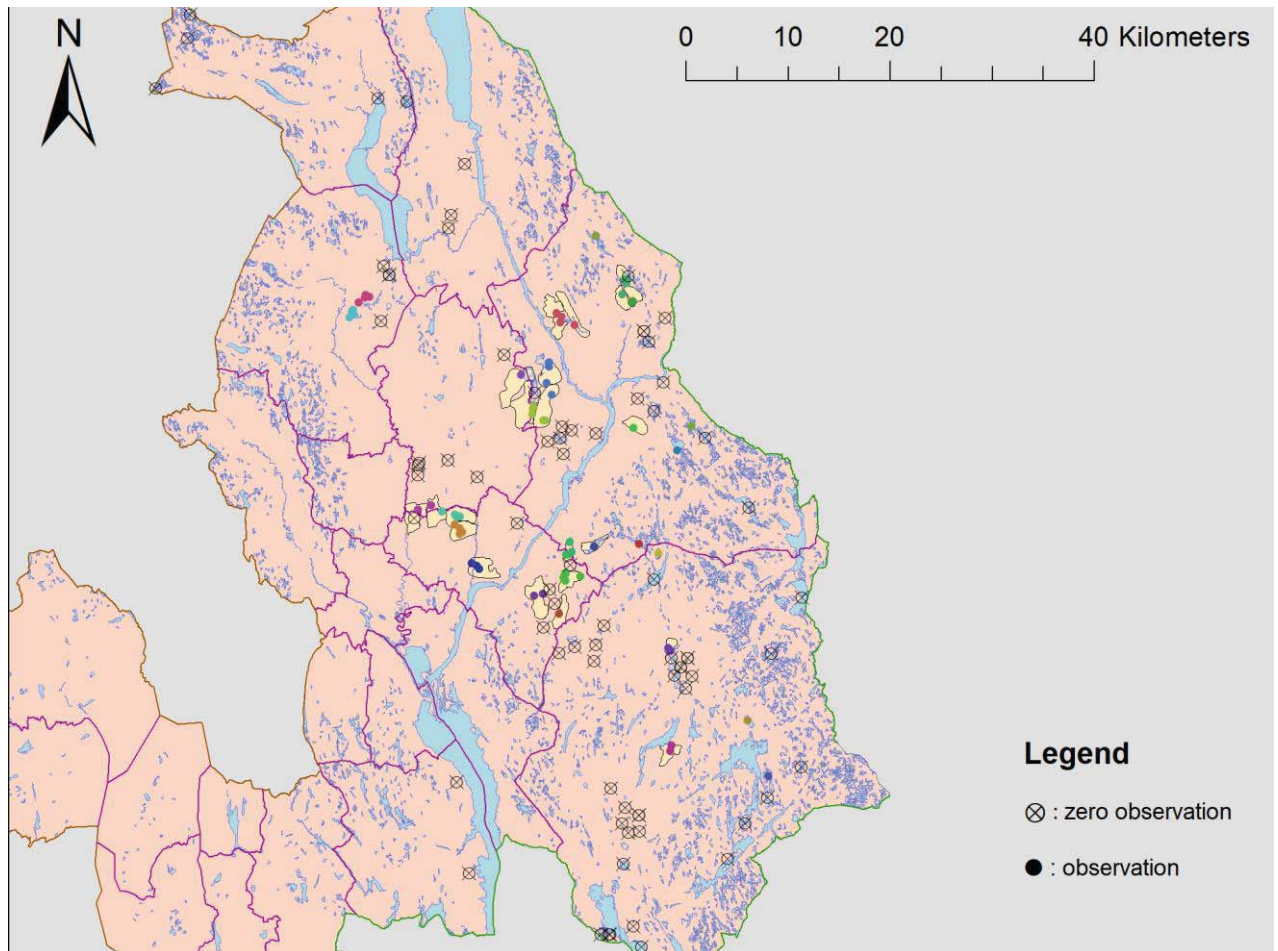 N
0 10 20 40 Kilometers
Legend
: zero observation
: observation